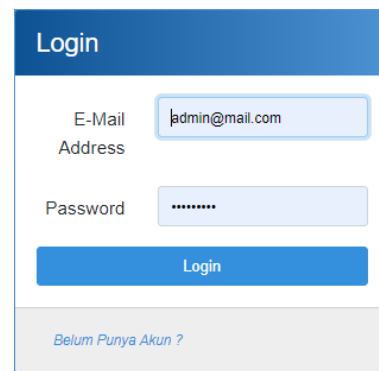 Login
E-Mail
Address
admin@mail.com
Password
•••••••••
Login
Belum Punya Akun ?